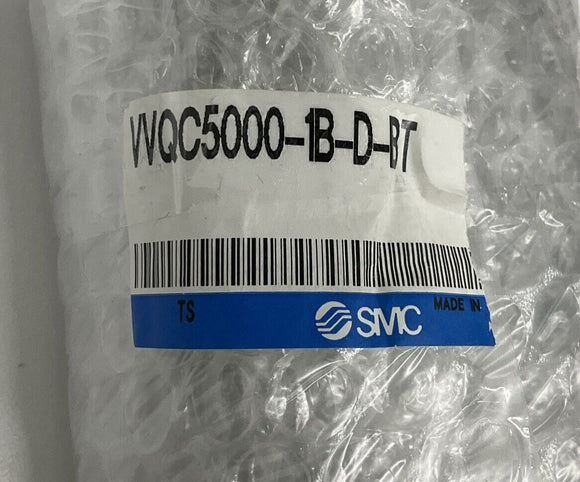 VVQC5000-1B-D-BT
TS
SMC
MADE IN